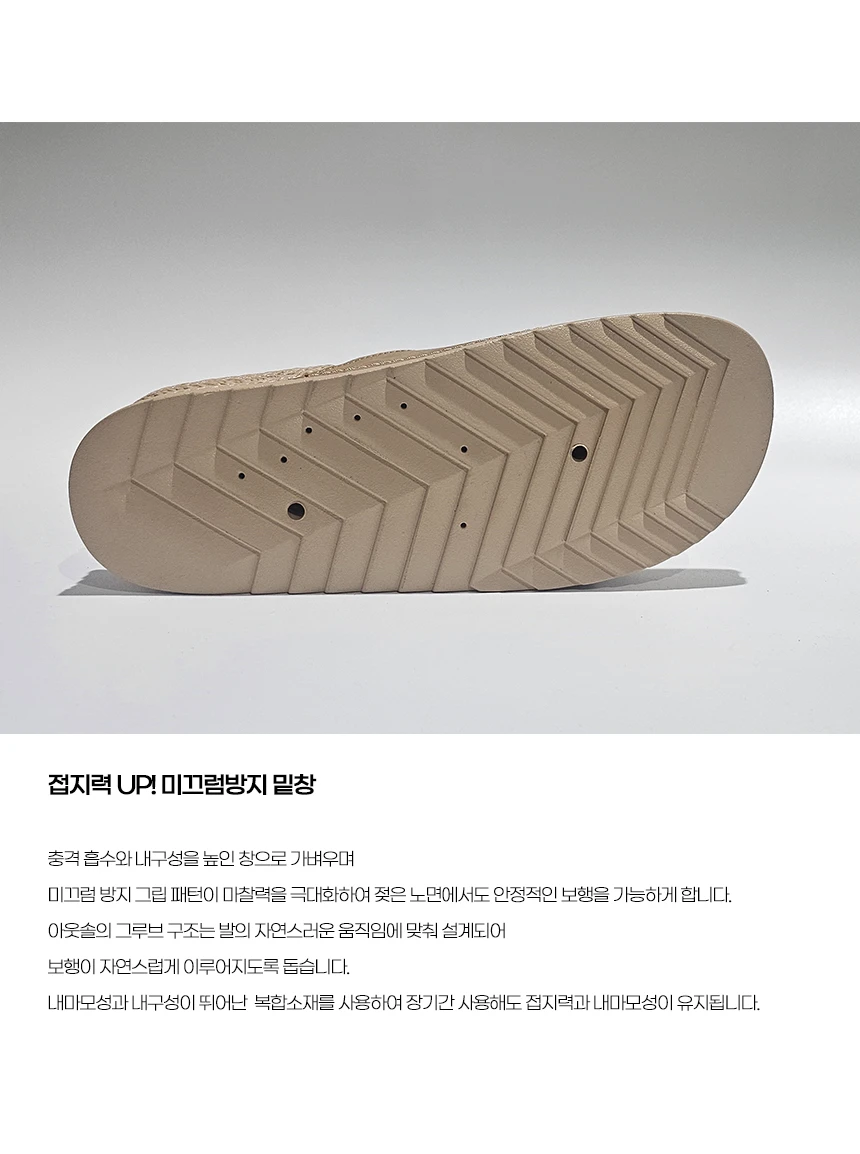 접지력 UP! 미끄럼방지 밑창
충격 흡수와 내구성을 높인 창으로 가벼우며
미끄럼 방지 그립 패턴이 마찰력을 극대화하여 젖은 노면에서도 안정적인 보행을 가능하게 합니다.
아웃솔의 그루브 구조는 발의 자연스러운 움직임에 맞춰 설계되어
보행이 자연스럽게 이루어지도록 돕습니다.
내마모성과 내구성이 뛰어난 복합소재를 사용하여 장기간 사용해도 접지력과 내마모성이 유지됩니다.